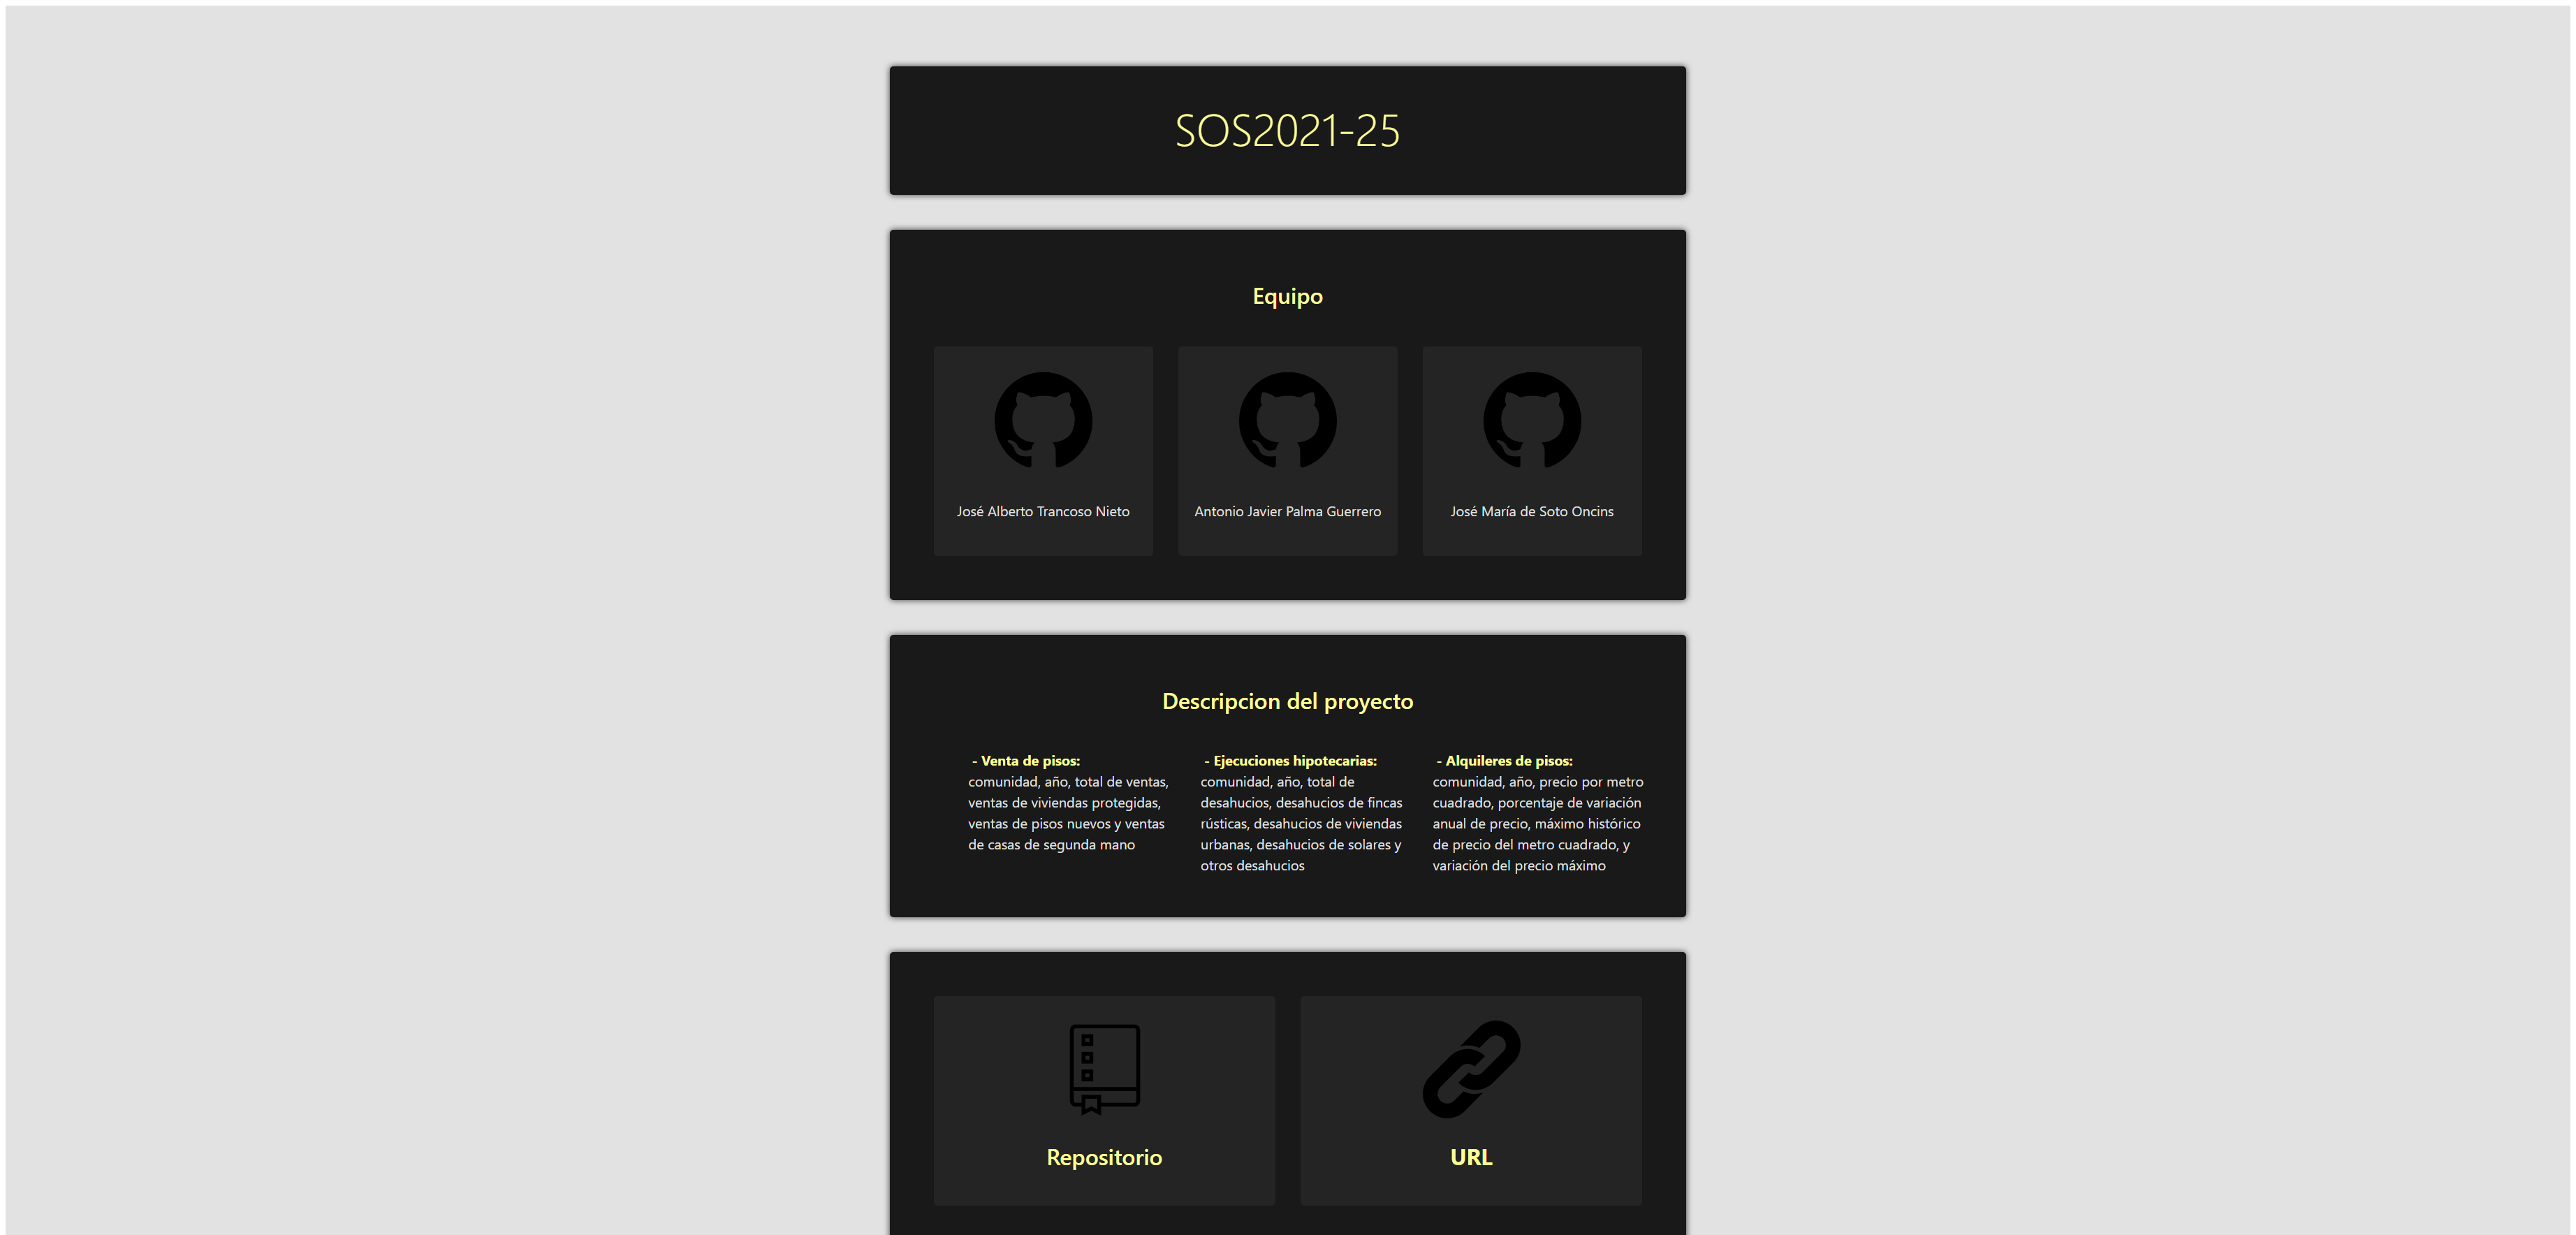 SOS2021-25
Equipo
José Alberto Trancoso Nieto
Antonio Javier Palma Guerrero
José María de Soto Oncins
Descripcion del proyecto
- Venta de pisos:
comunidad, año, total de ventas,
ventas de viviendas protegidas,
ventas de pisos nuevos y ventas
de casas de segunda mano
- Ejecuciones hipotecarias:
comunidad, año, total de
desahucios, desahucios de fincas
rústicas, desahucios de viviendas
urbanas, desahucios de solares y
otros desahucios
- Alquileres de pisos:
comunidad, año, precio por metro
cuadrado, porcentaje de variación
anual de precio, máximo histórico
de precio del metro cuadrado, y
variación del precio máximo
Repositorio
URL